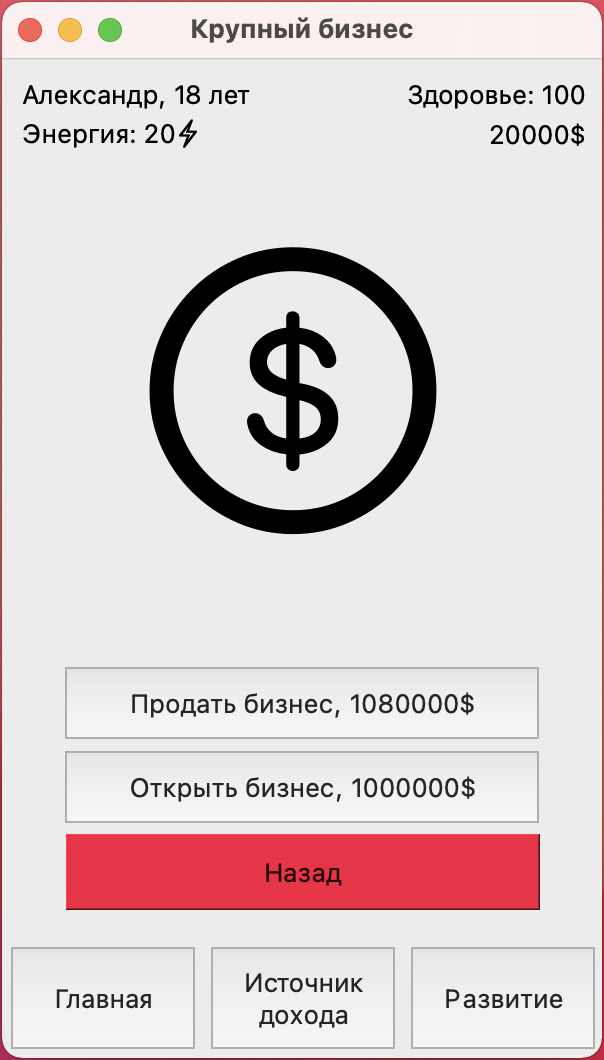 Крупный бизнес
Александр, 18 лет
Здоровье: 100
Энергия: 20⚡
20000$
$
Продать бизнес, 1080000$
Открыть бизнес, 1000000$
Назад
Главная
Источник
дохода
Развитие